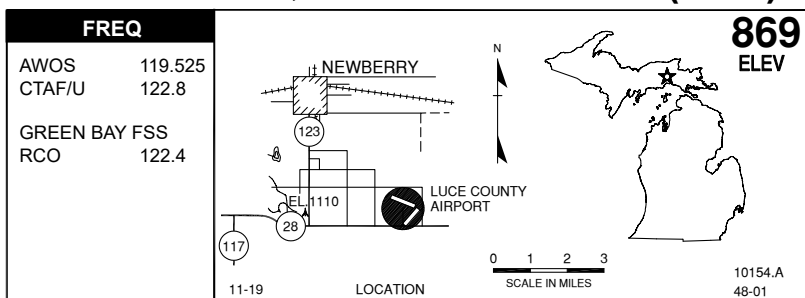 FREQ
AWOS 119.525
CTAF/U 122.8
GREEN BAY FSS
RCO 122.4
NEWBERRY
123
EL.1110
28
117
LUCE COUNTY
AIRPORT
11-19 LOCATION
N
0 1 2 3
SCALE IN MILES
869
ELEV
10154.A
48-01